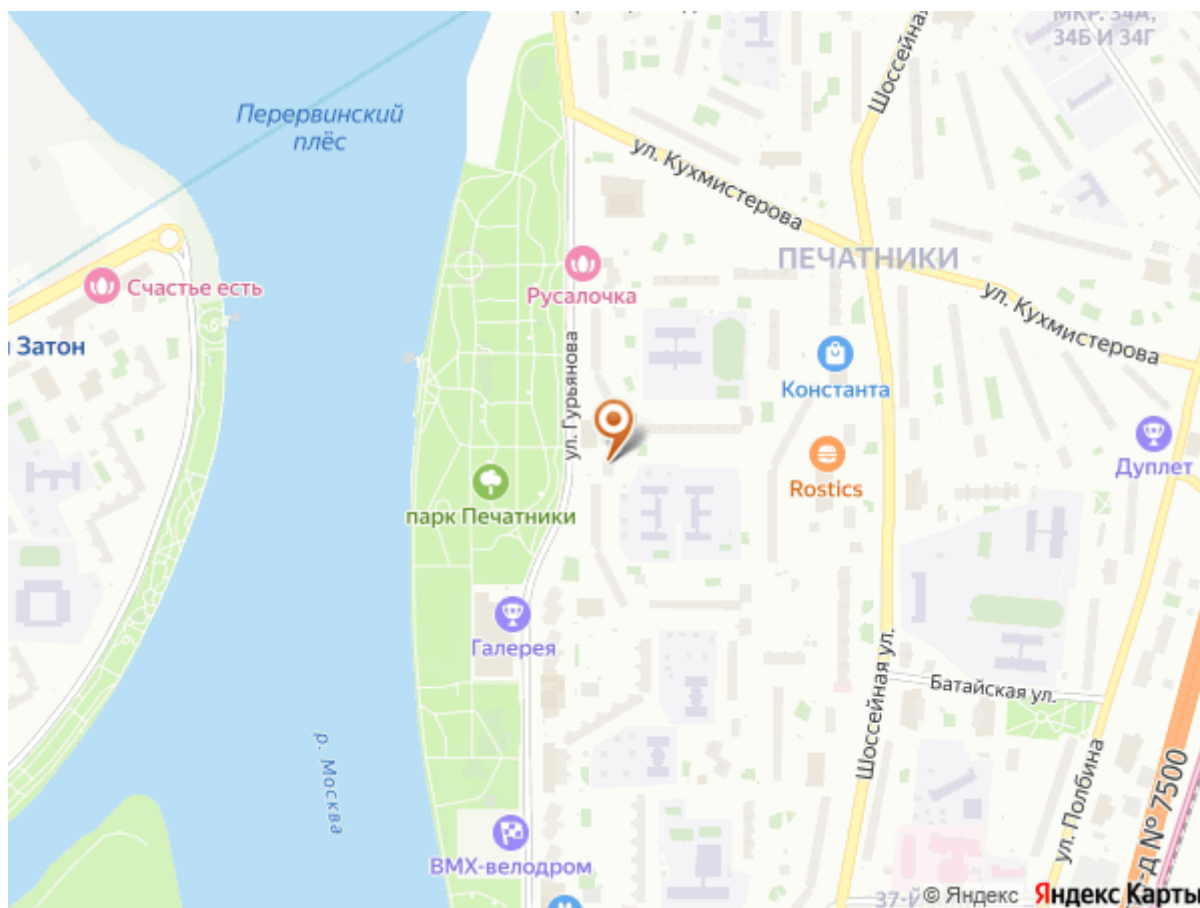 МКР. 34А,
34Б И 34Г
Шоссейная
Перервинский
плёс
ул. Кухмистерова
ПЕЧАТНИКИ
Русалочка
Счастье есть
ул. Кухмистерова
Затон
ул. Гурьянова
Константа
Дуплет
Rostics
парк Печатники
Галерея
Шоссейная ул.
Батайская ул.
р. Москва
ул. Полбина
-д № 7500
ВМХ-велодром
37-й
© Яндекс
Яндекс Карты